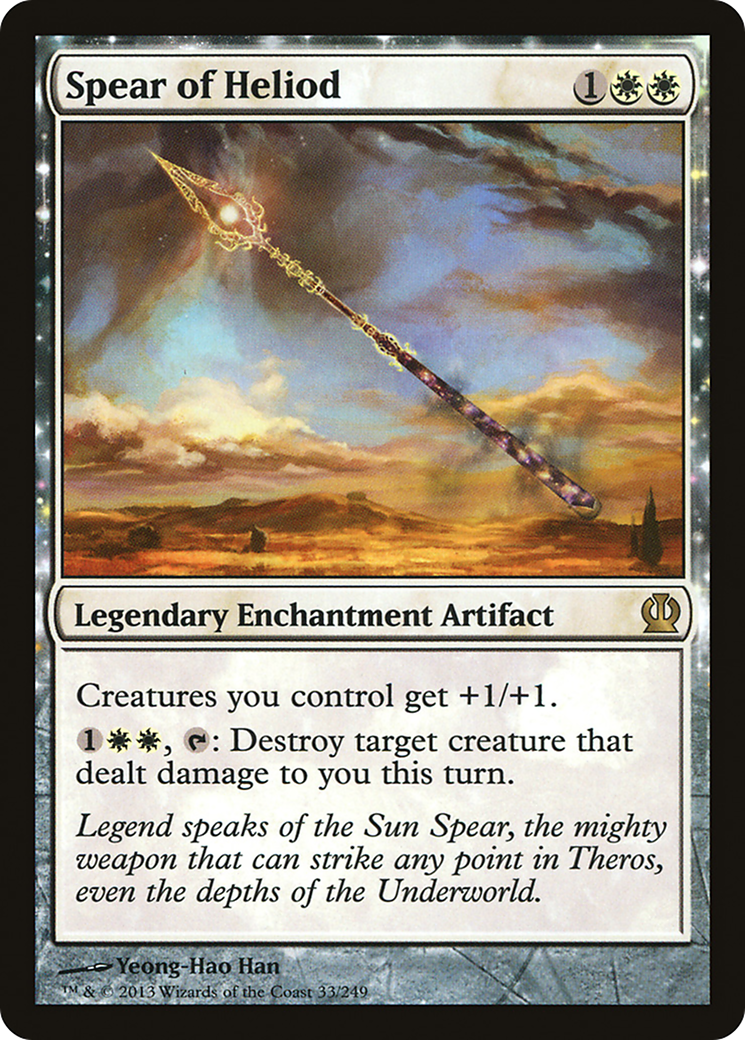 Spear of Heliod 1
Legendary Enchantment Artifact
Creatures you control get +1/+1.
1, : Destroy target creature that
dealt damage to you this turn.
Legend speaks of the Sun Spear, the mighty
weapon that can strike any point in Theros,
even the depths of the Underworld.
Yeong-Hao Han
™ & © 2013 Wizards of the Coast 33/249